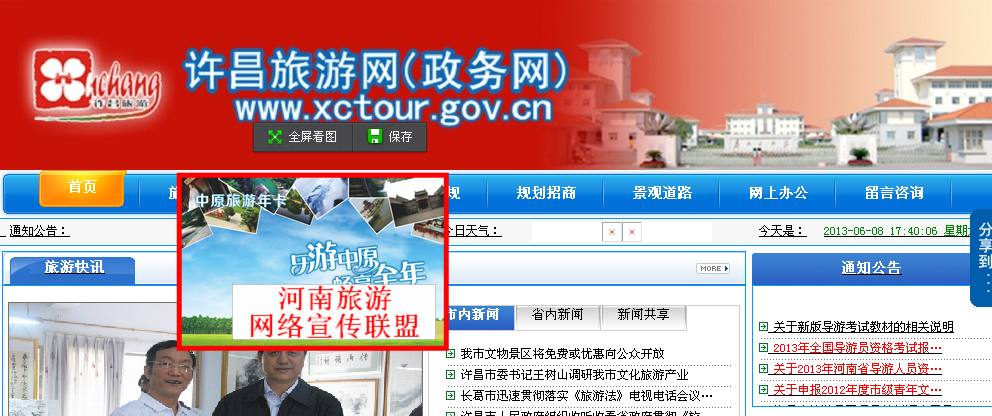 许昌旅游网(政务网)
www.xctour.gov.cn
xuchang
许昌旅游
全屏看图 保存
首页 规划招商 景观道路 网上办公 留言咨询
中原旅游年卡
乐游中原
畅享全年
河南旅游
网络宣传联盟
通知公告：
今日天气：
今天是： 2013-06-08 17:40:06 星期
分享到
旅游快讯
MORE
通知公告
市内新闻 省内新闻 新闻共享
我市文物景区将免费或优惠向公众开放
许昌市委书记王树山调研我市文化旅游产业
长葛市迅速贯彻落实《旅游法》电视电话会议…
关于新版导游考试教材的相关说明
2013年全国导游员资格考试报…
关于2013年河南省导游人员资…
关于申报2012年度市级青年文…